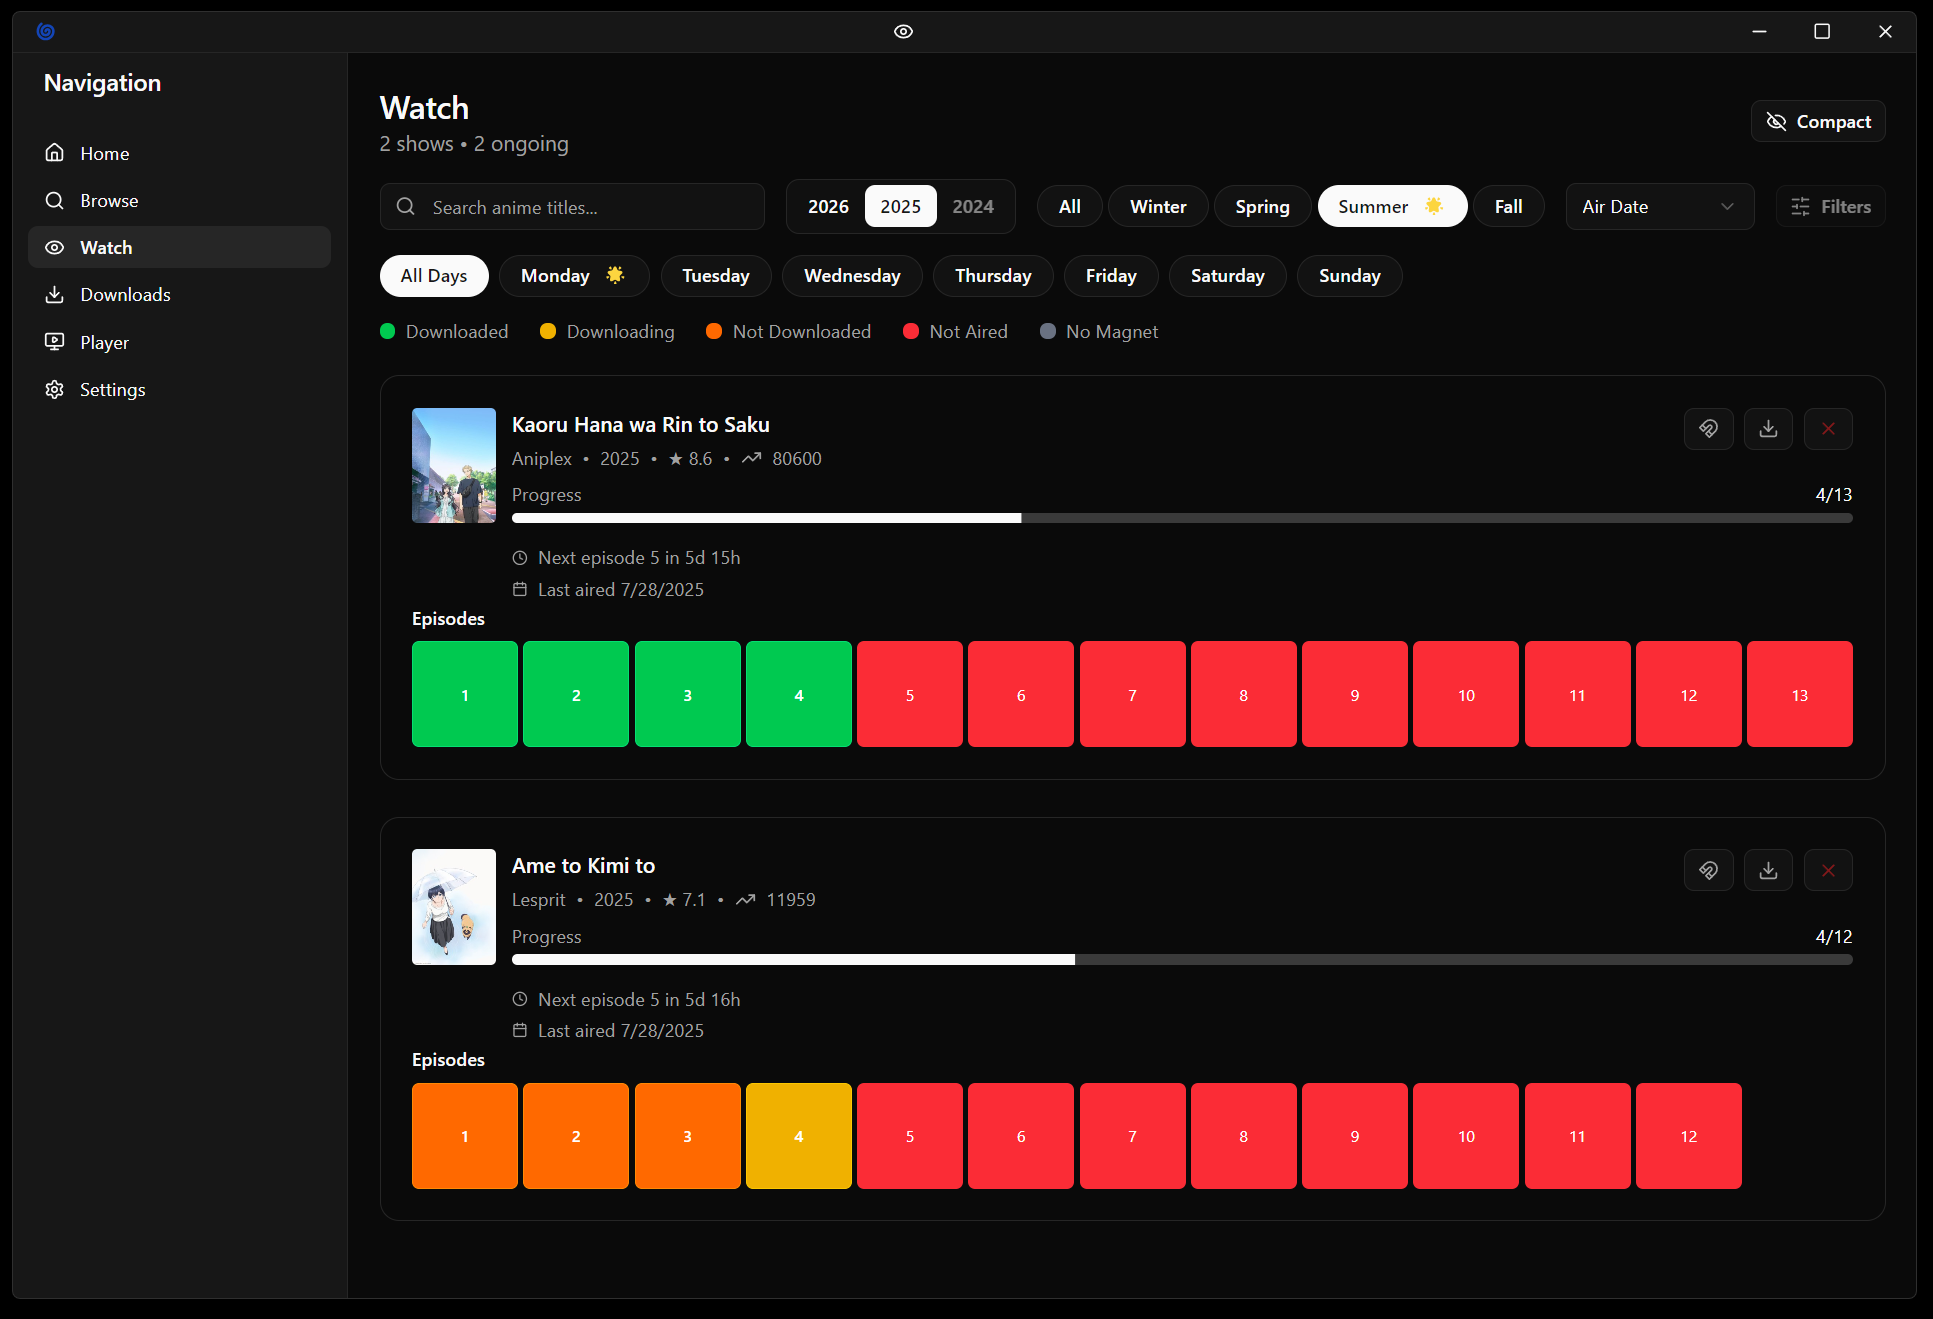 Navigation
Home
Browse
Watch
Downloads
Player
Settings
Watch
2 shows • 2 ongoing
Compact
Search anime titles...
2026 2025 2024
All Winter Spring Summer Fall
Air Date
Filters
All Days Monday Tuesday Wednesday Thursday Friday Saturday Sunday
Downloaded Downloading Not Downloaded Not Aired No Magnet
Kaoru Hana wa Rin to Saku
Aniplex • 2025 • ★ 8.6 • 80600
Progress 4/13
Next episode 5 in 5d 15h
Last aired 7/28/2025
Episodes
1 2 3 4 5 6 7 8 9 10 11 12 13
Ame to Kimi to
Lesprit • 2025 • ★ 7.1 • 11959
Progress 4/12
Next episode 5 in 5d 16h
Last aired 7/28/2025
Episodes
1 2 3 4 5 6 7 8 9 10 11 12